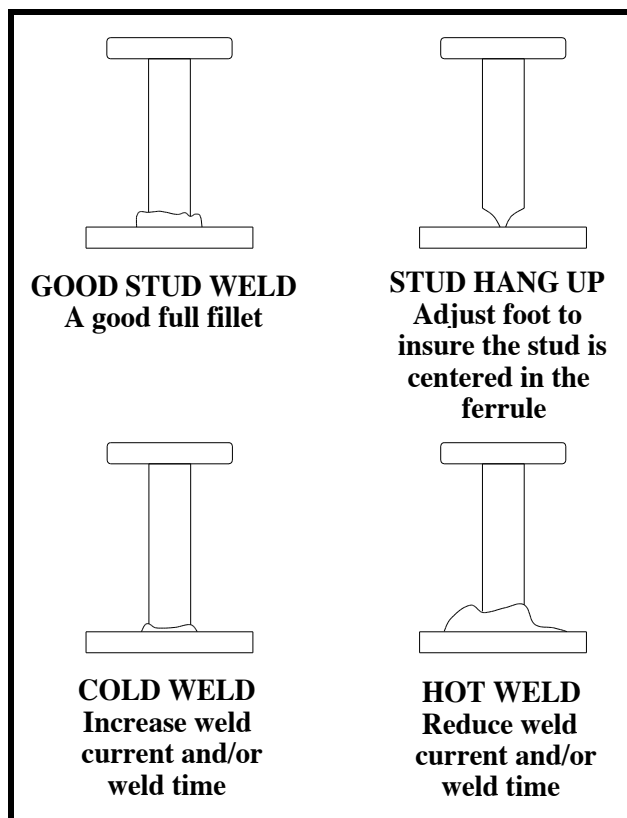 GOOD STUD WELD
A good full fillet
STUD HANG UP
Adjust foot to
insure the stud is
centered in the
ferrule
COLD WELD
Increase weld
current and/or
weld time
HOT WELD
Reduce weld
current and/or
weld time